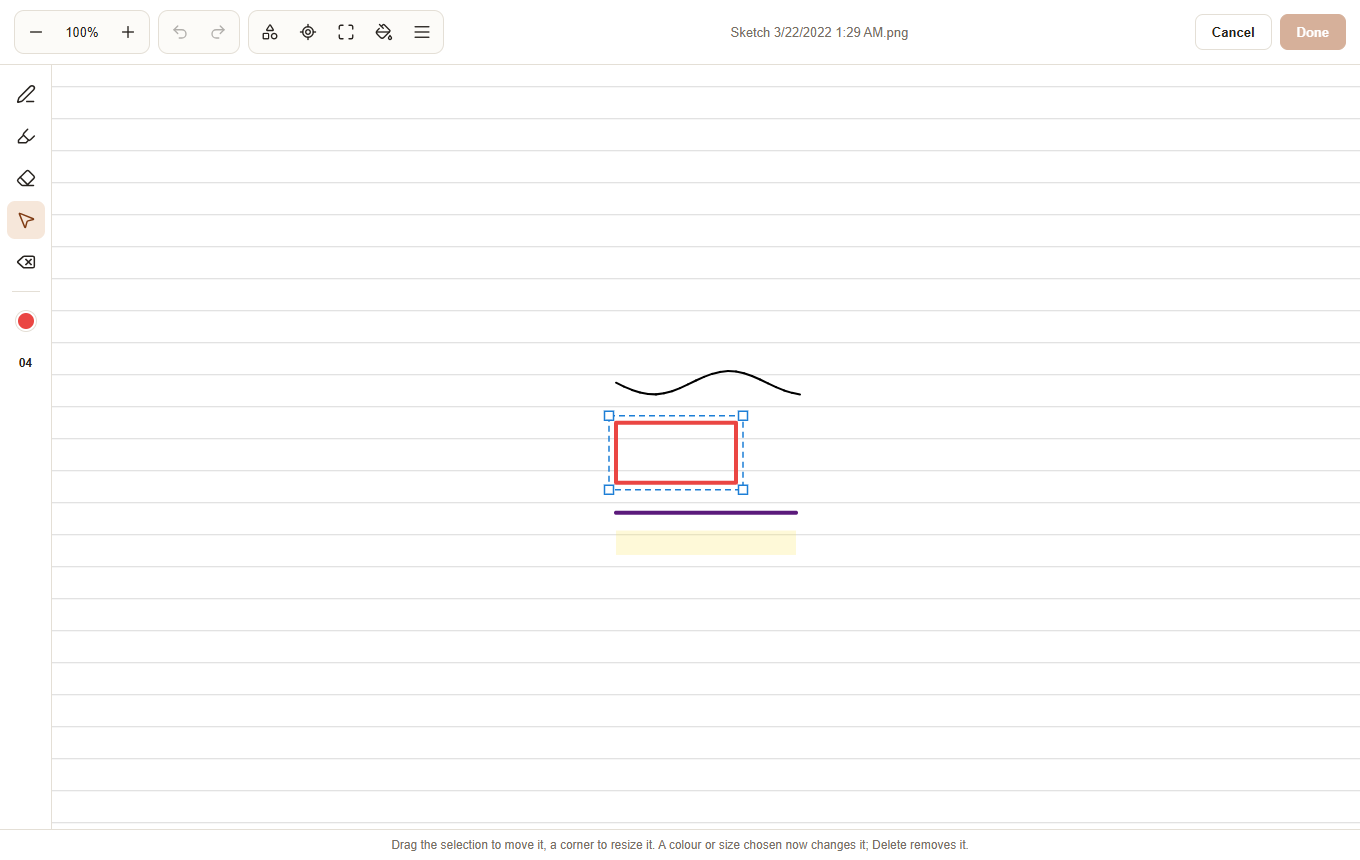 100%
Sketch 3/22/2022 1:29 AM.png
Cancel
Done
04
Drag the selection to move it, a corner to resize it. A colour or size chosen now changes it; Delete removes it.